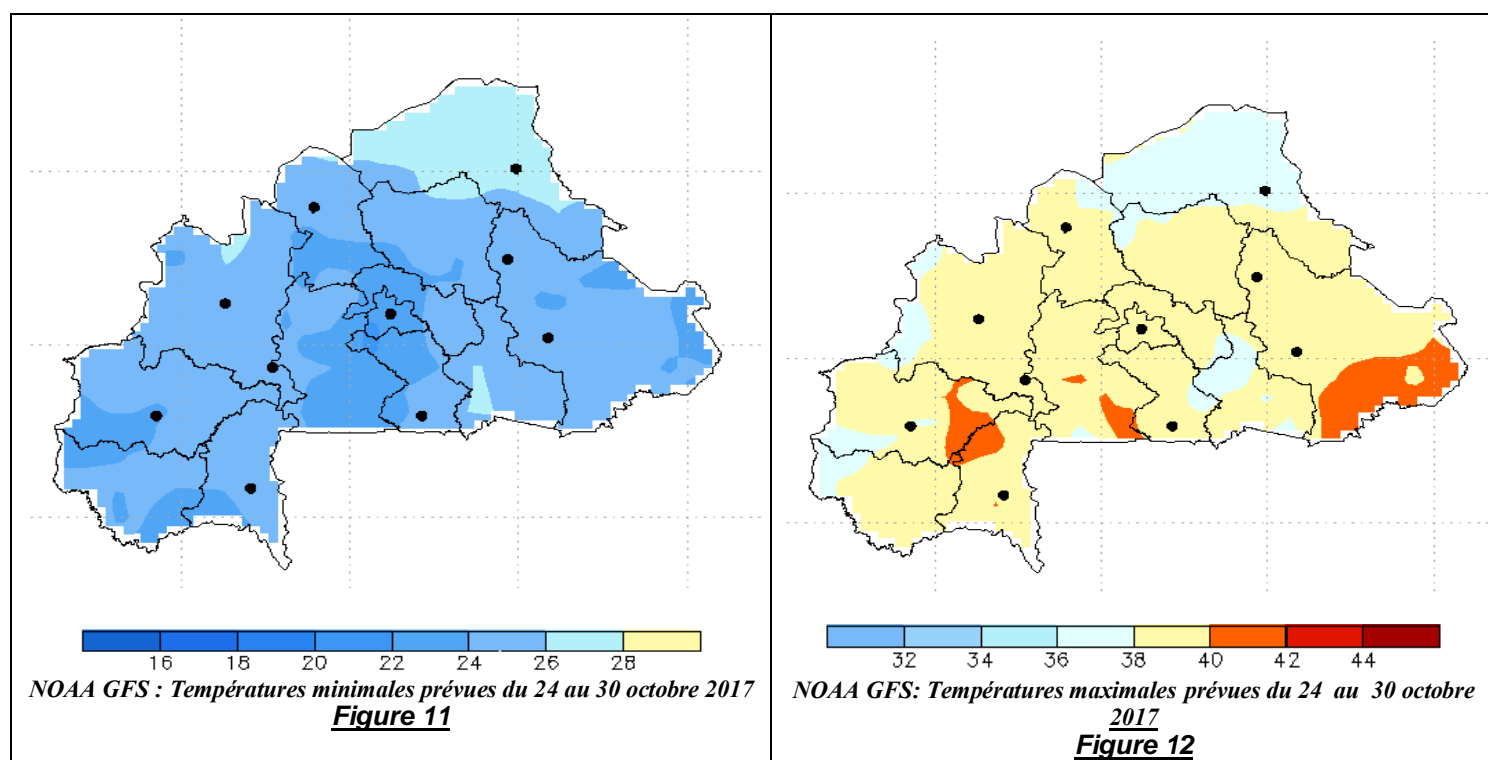 16 18 20 22 24 26 28
NOAA GFS : Températures minimales prévues du 24 au 30 octobre 2017
Figure 11
32 34 36 38 40 42 44
NOAA GFS: Températures maximales prévues du 24 au 30 octobre
2017
Figure 12